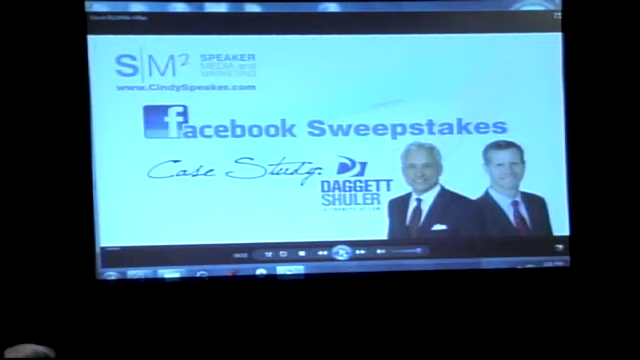 SM² SPEAKER
MEDIA and
MARKETING
www.CindySpeaker.com
facebook Sweepstakes
Case Study:
DAGGETT
SHULER